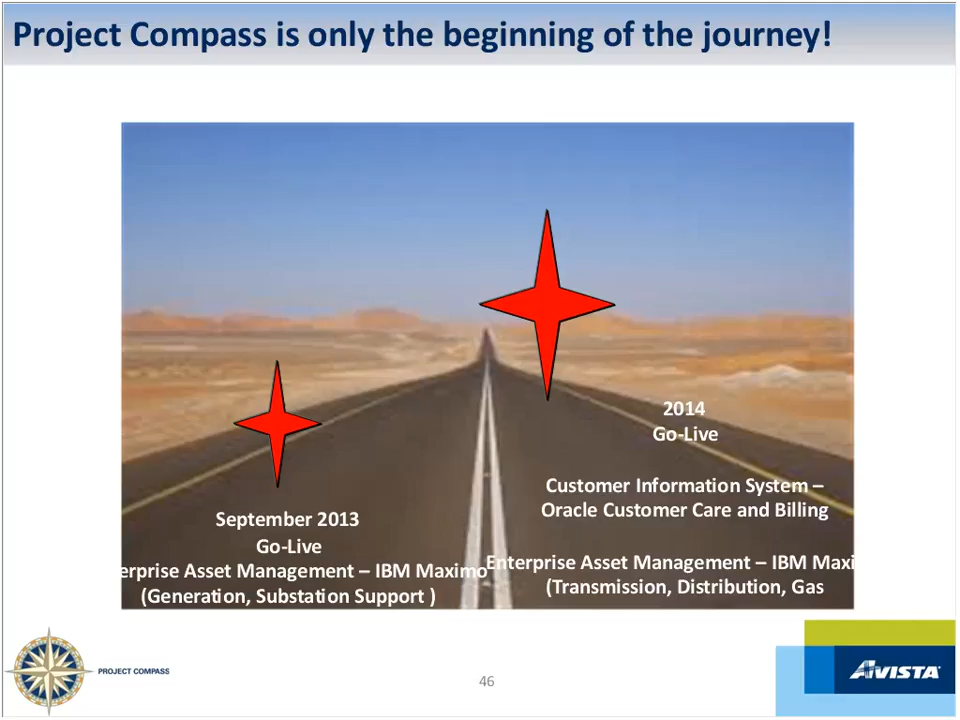 Project Compass is only the beginning of the journey!
2014
Go-Live
Customer Information System –
Oracle Customer Care and Billing
Enterprise Asset Management – IBM Maxi
(Transmission, Distribution, Gas
September 2013
Go-Live
erprise Asset Management – IBM Maximo
(Generation, Substation Support )
PROJECT COMPASS
46
AVISTA